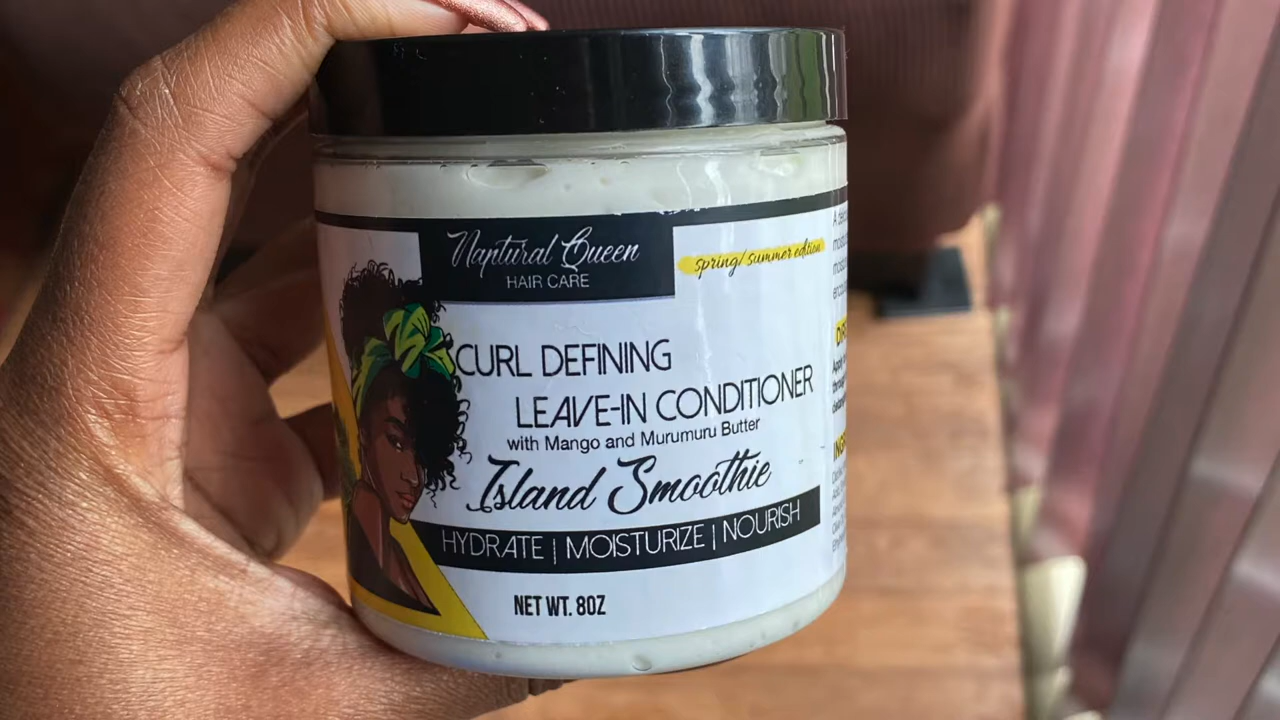 Naptural Queen
HAIR CARE
spring/summer edition
CURL DEFINING
LEAVE-IN CONDITIONER
with Mango and Murumuru Butter
Island Smoothie
HYDRATE | MOISTURIZE | NOURISH
NET WT. 8OZ